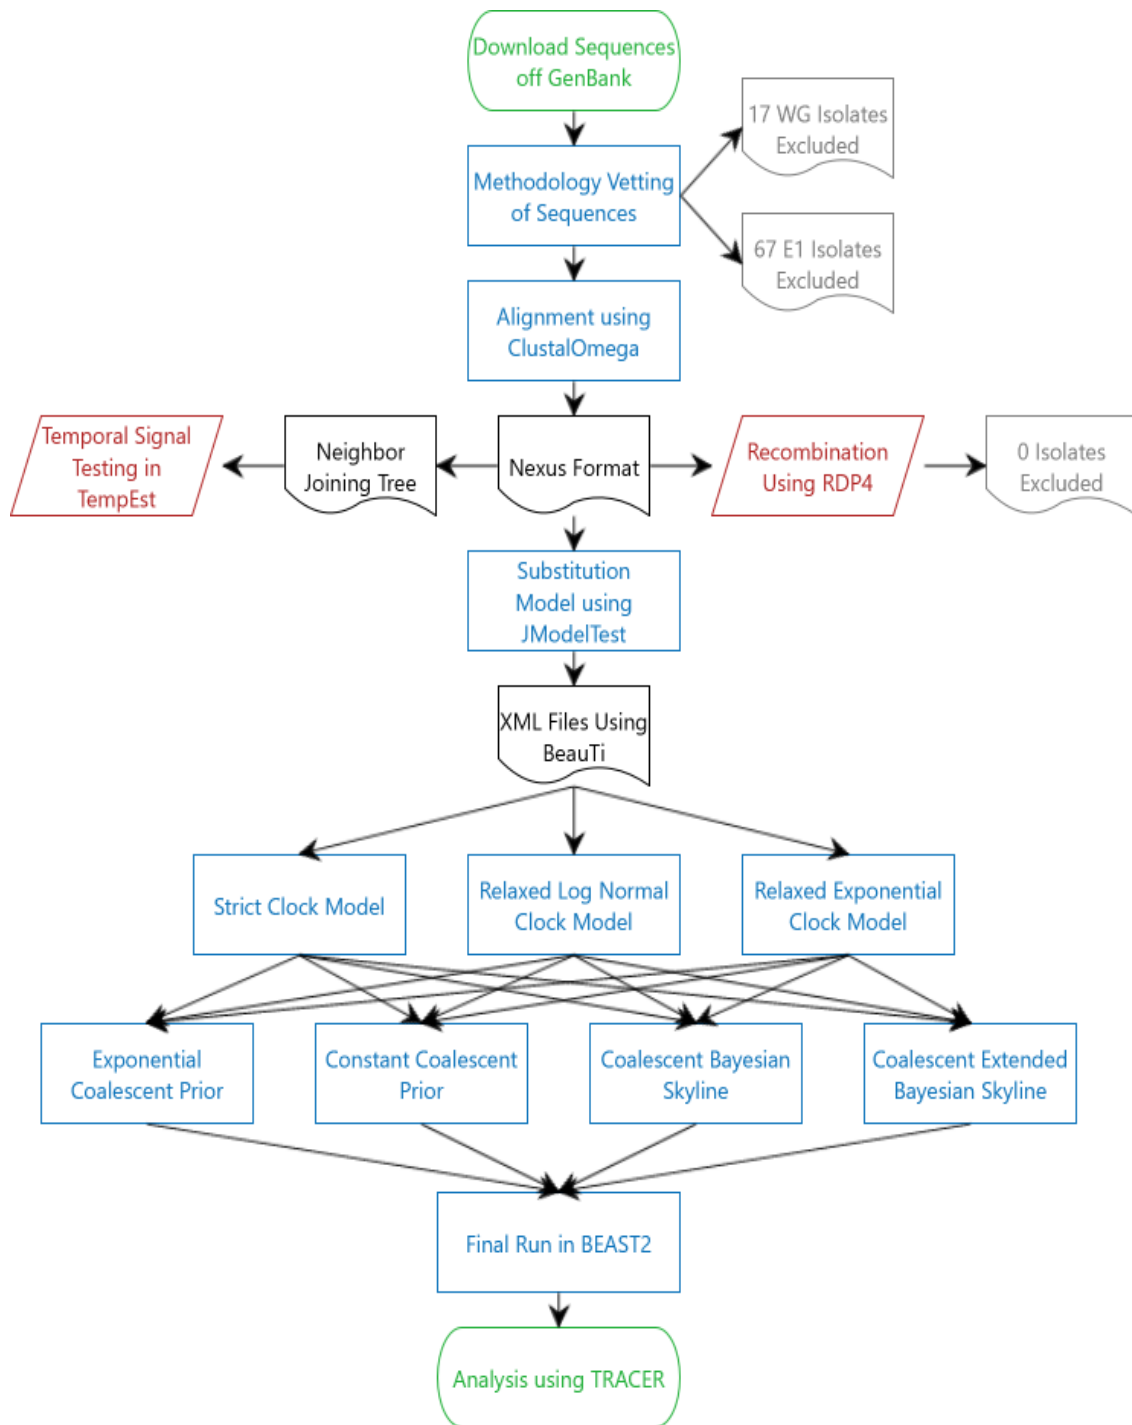 Download Sequences
off GenBank
17 WG Isolates
Excluded
Methodology Vetting
of Sequences
67 E1 Isolates
Excluded
Alignment using
ClustalOmega
Temporal Signal
Testing in
TempEst
Neighbor
Joining Tree
Nexus Format
Recombination
Using RDP4
0 Isolates
Excluded
Substitution
Model using
JModelTest
XML Files Using
BeauTi
Strict Clock Model
Relaxed Log Normal
Clock Model
Relaxed Exponential
Clock Model
Exponential
Coalescent Prior
Constant Coalescent
Prior
Coalescent Bayesian
Skyline
Coalescent Extended
Bayesian Skyline
Final Run in BEAST2
Analysis using TRACER